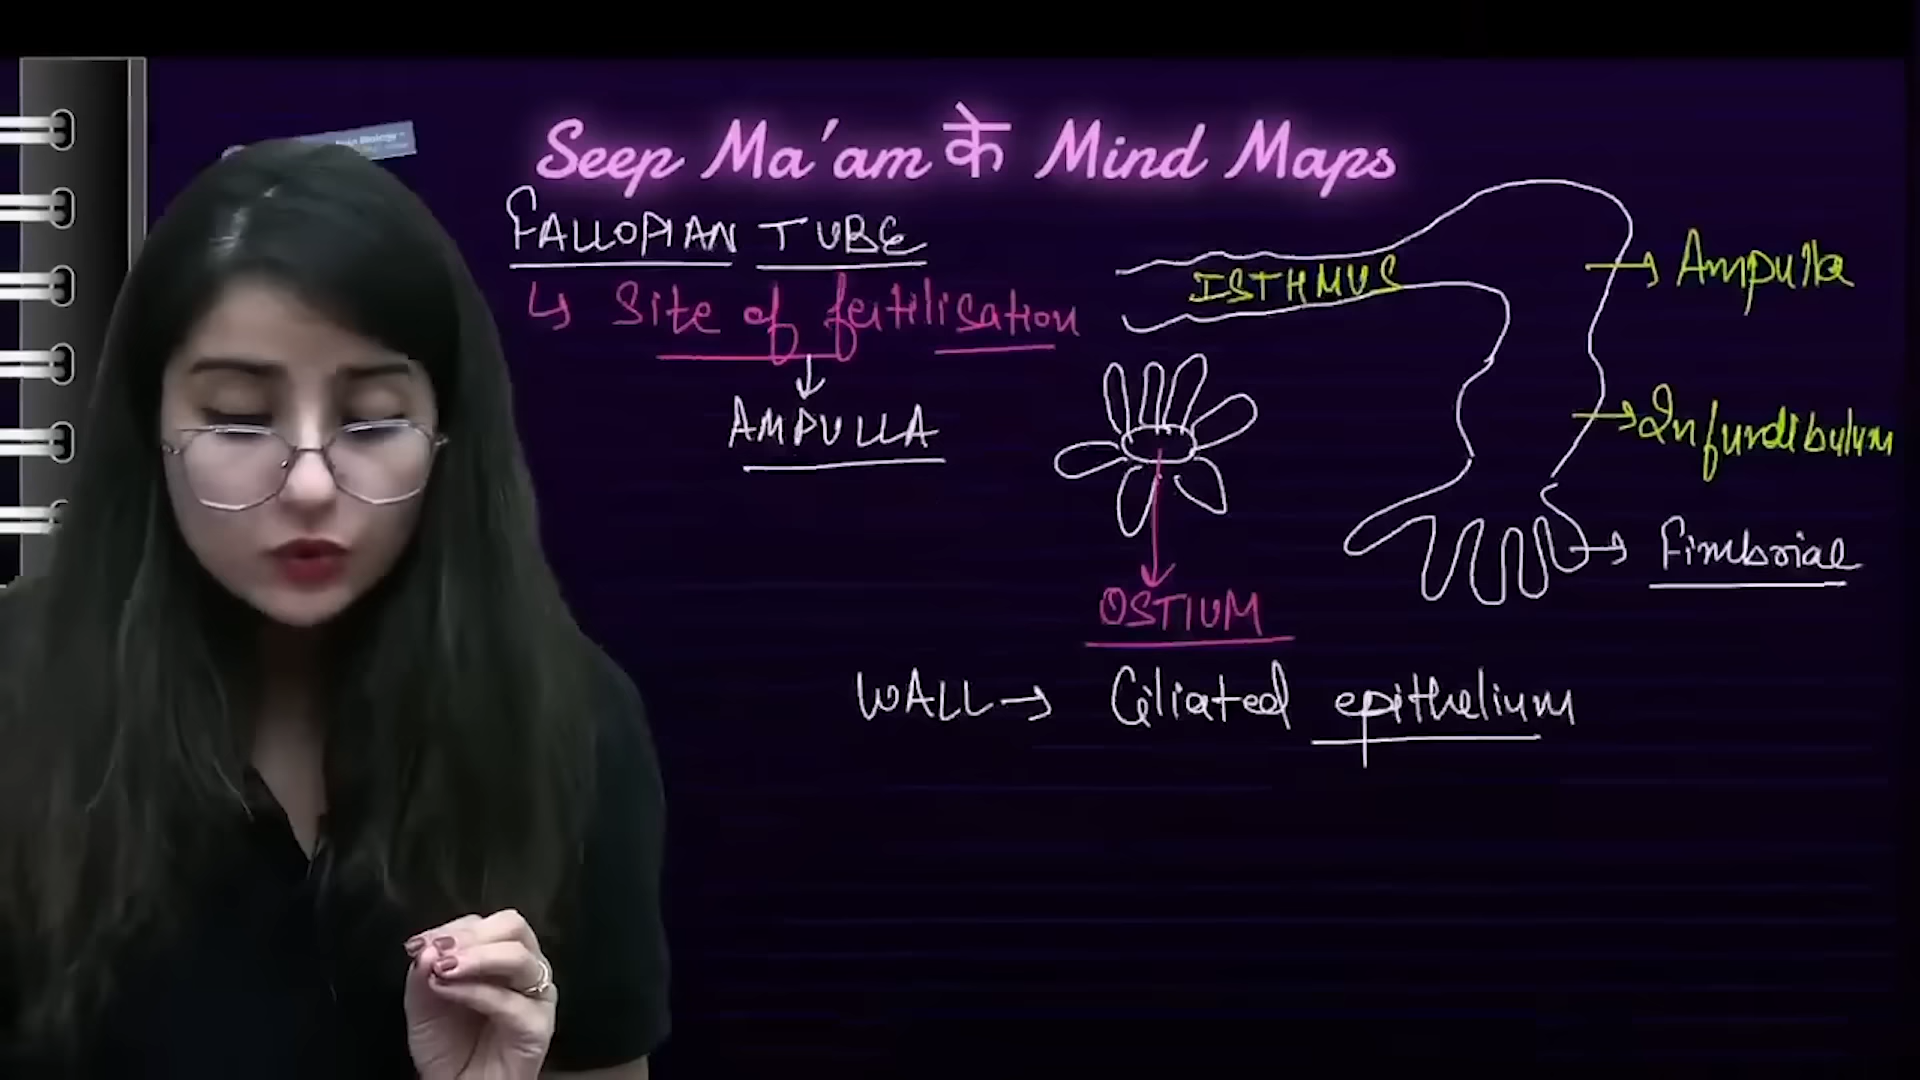 Seep Ma'am के Mind Maps
FALLOPIAN TUBE
↳ Site of fertilisation
↓
AMPULLA
ISTHMUS
→ Ampulla
→ Infundibulum
→ Fimbriae
OSTIUM
WALL → Ciliated epithelium